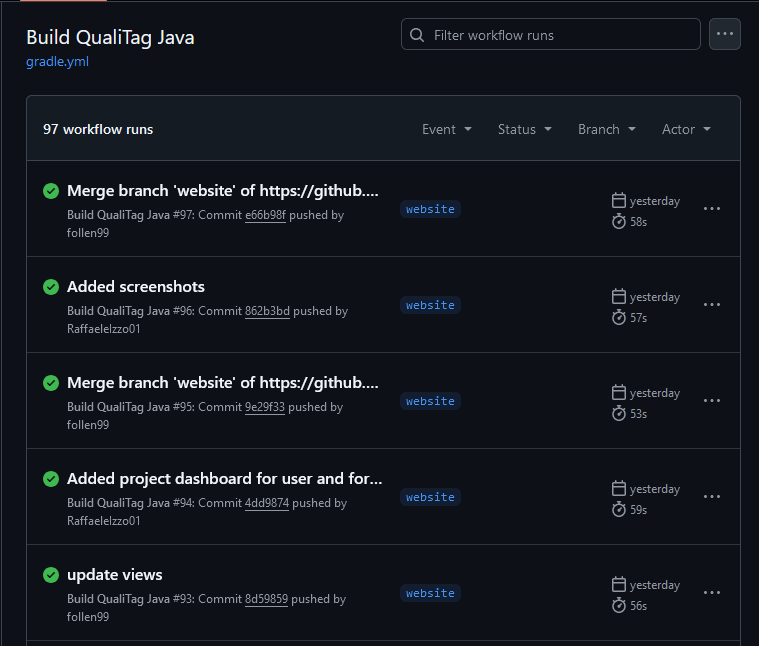 Build QualiTag Java
Filter workflow runs
gradle.yml
97 workflow runs
Event
Status
Branch
Actor
Merge branch 'website' of https://github....
Build QualiTag Java #97: Commit e66b98f pushed by
follen99
website
yesterday
58s
Added screenshots
Build QualiTag Java #96: Commit 862b3bd pushed by
RaffaeleIzzo01
website
yesterday
57s
Merge branch 'website' of https://github....
Build QualiTag Java #95: Commit 9e29f33 pushed by
follen99
website
yesterday
53s
Added project dashboard for user and for...
Build QualiTag Java #94: Commit 4dd9874 pushed by
RaffaeleIzzo01
website
yesterday
59s
update views
Build QualiTag Java #93: Commit 8d59859 pushed by
follen99
website
yesterday
56s